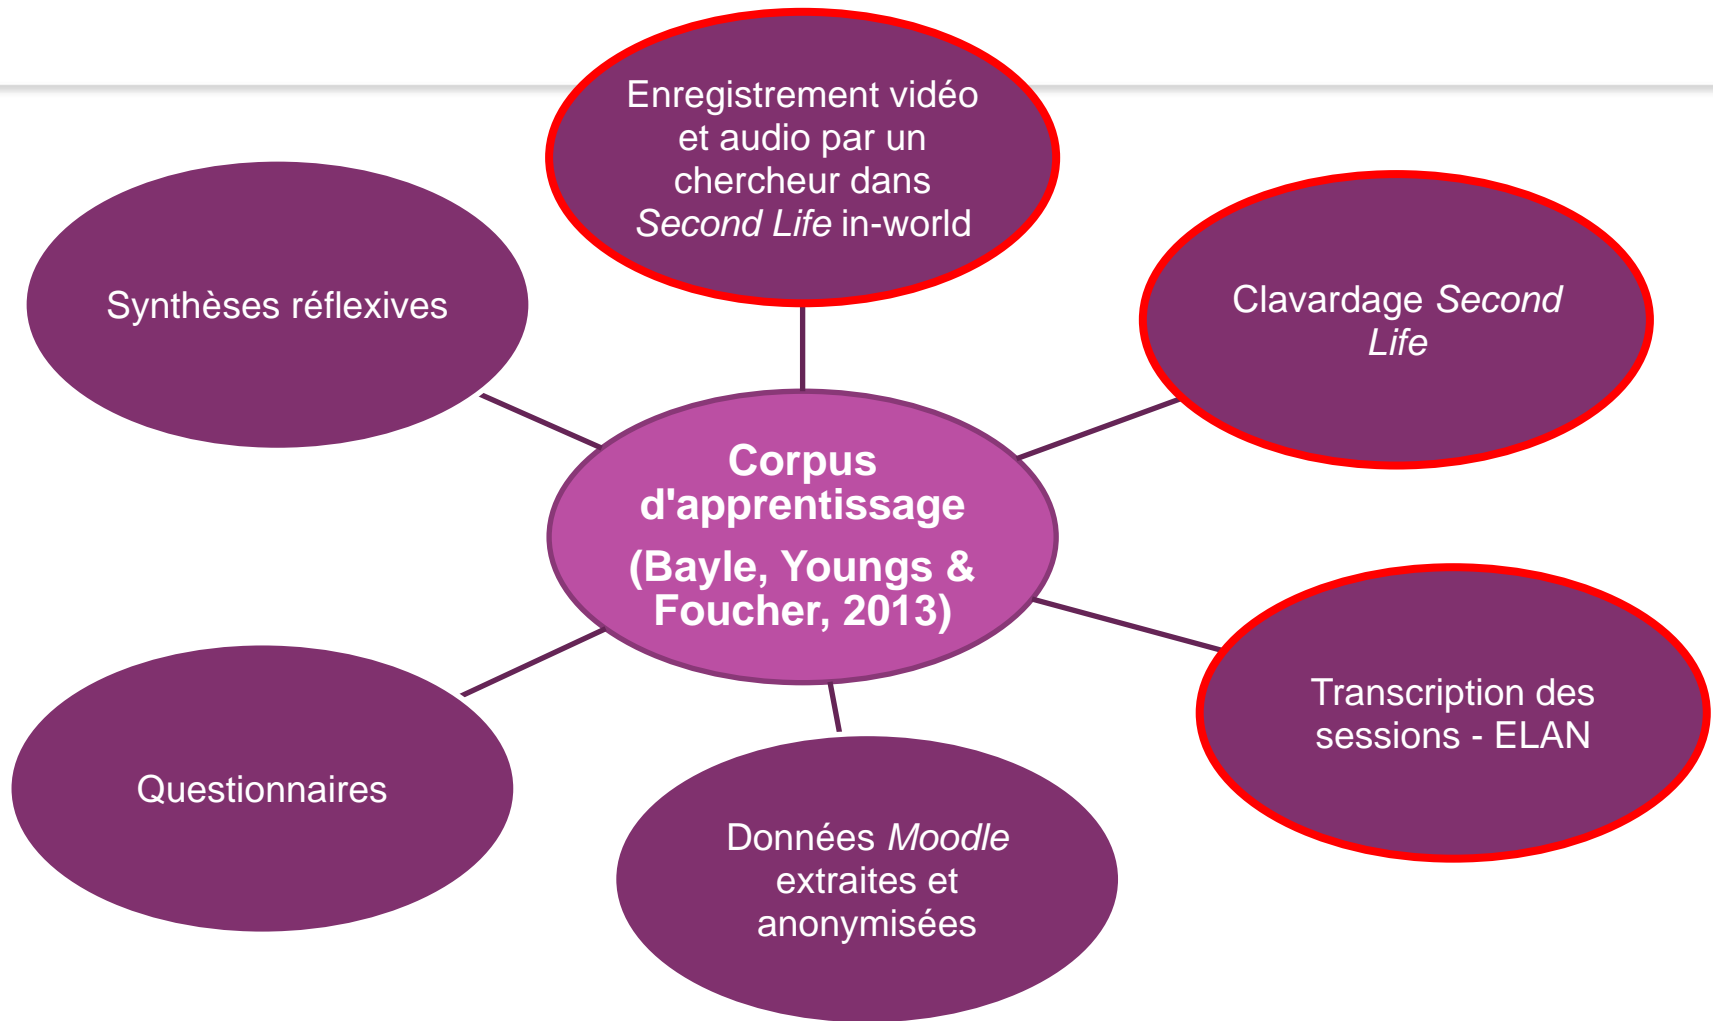 Enregistrement vidéo
et audio par un
chercheur dans
Second Life in-world
Synthèses réflexives
Clavardage Second
Life
Corpus
d'apprentissage
(Bayle, Youngs &
Foucher, 2013)
Transcription des
sessions - ELAN
Questionnaires
Données Moodle
extraites et
anonymisées